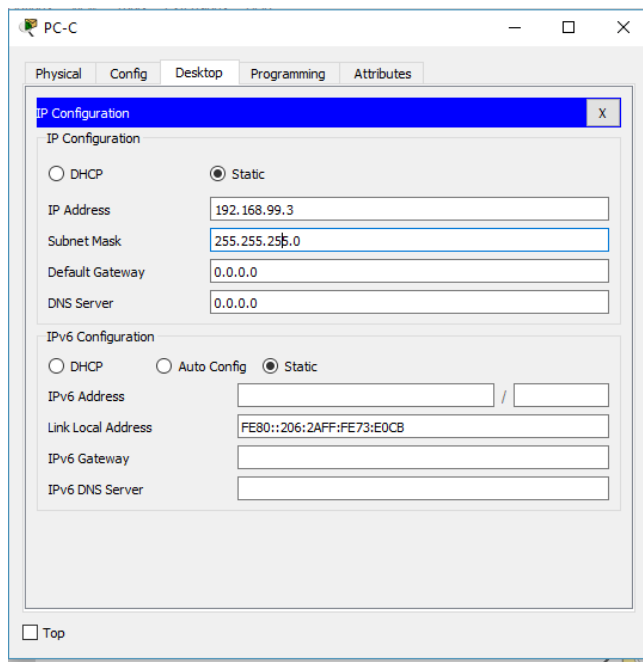 PC-C
Physical Config Desktop Programming Attributes
IP Configuration X
IP Configuration
DHCP Static
IP Address 192.168.99.3
Subnet Mask 255.255.255.0
Default Gateway 0.0.0.0
DNS Server 0.0.0.0
IPv6 Configuration
DHCP Auto Config Static
IPv6 Address /
Link Local Address FE80::206:2AFF:FE73:E0CB
IPv6 Gateway
IPv6 DNS Server
Top